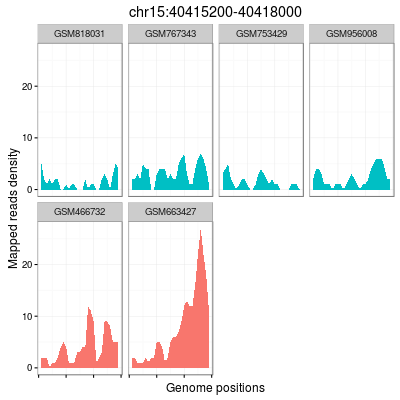 chr15:40415200-40418000
GSM818031 GSM767343 GSM753429 GSM956008
20
10
0
Mapped reads density
GSM466732 GSM663427
20
10
0
Genome positions